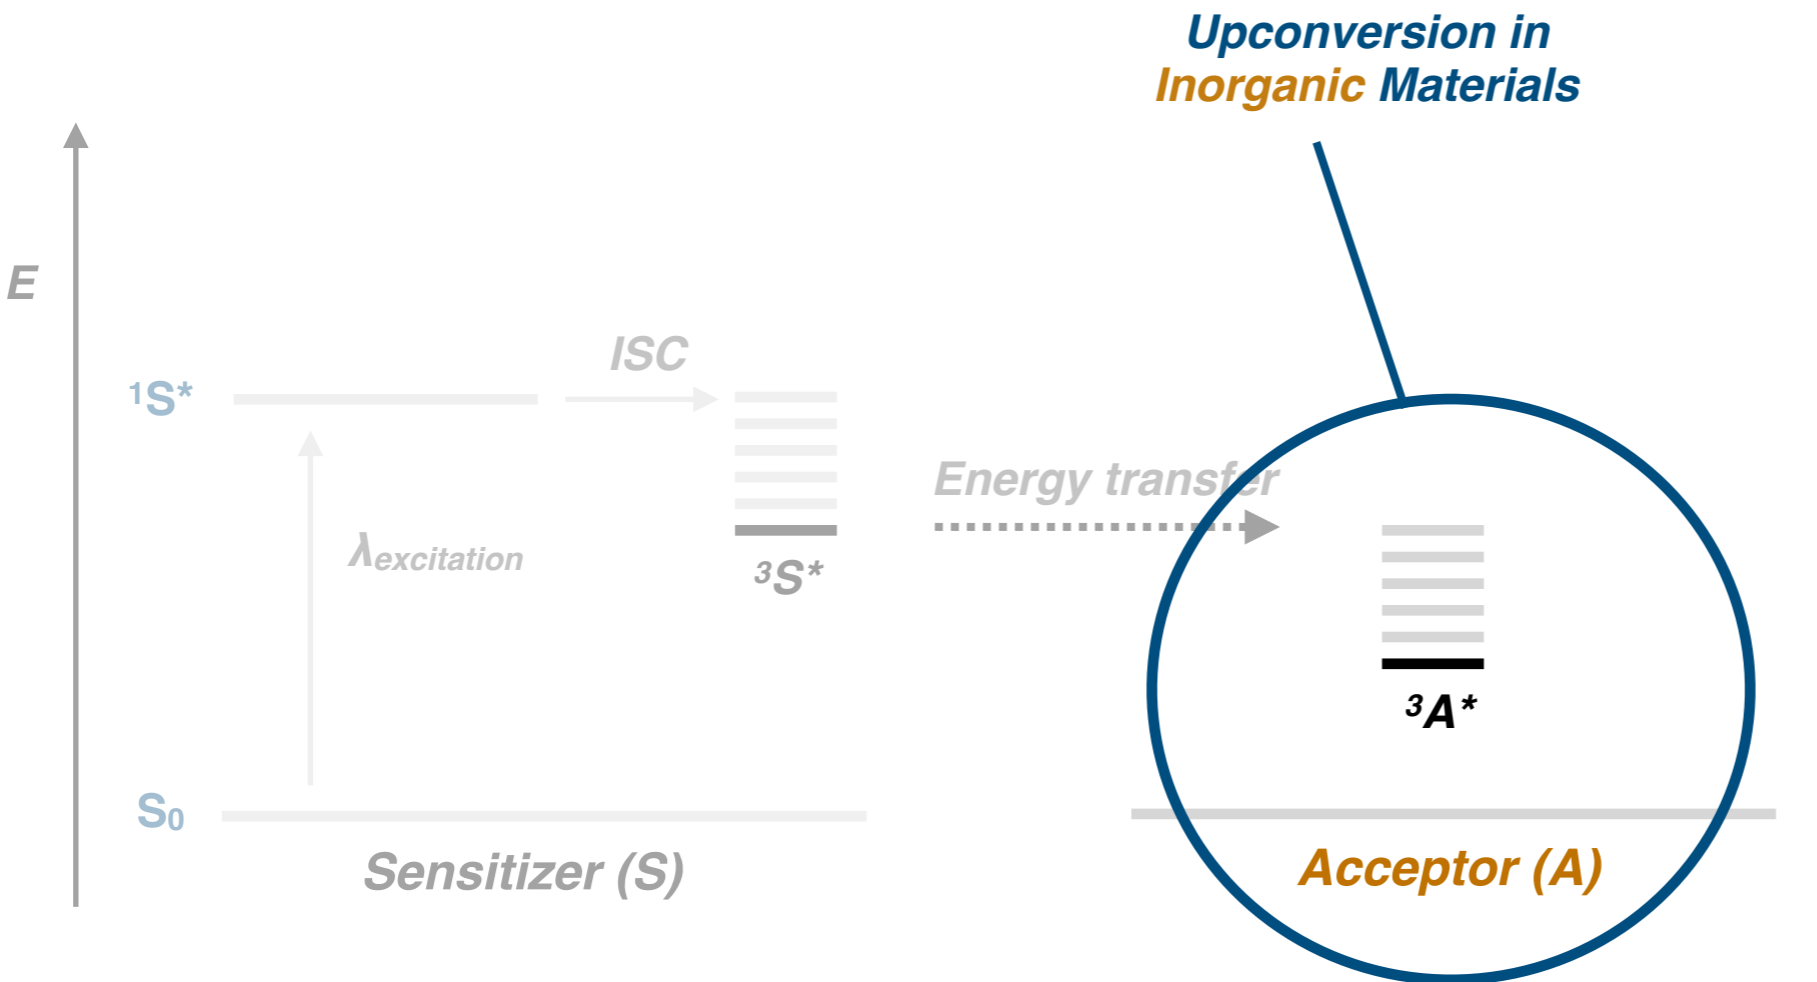 Upconversion in
Inorganic Materials
E
ISC
¹S*
Energy transfer
λexcitation
³S*
³A*
S₀
Sensitizer (S)
Acceptor (A)